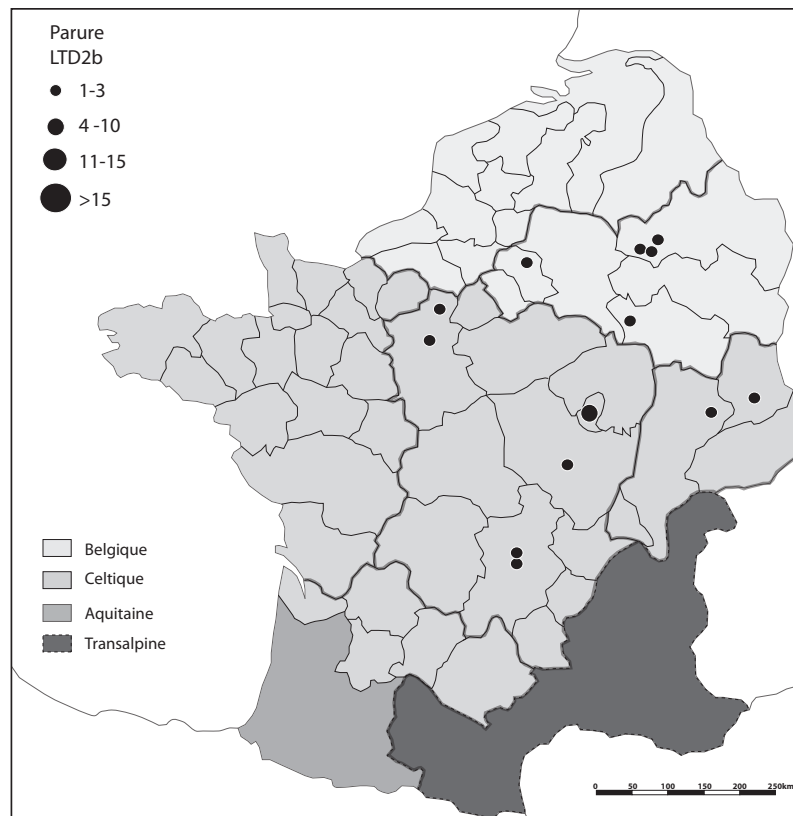 Parure
LTD2b
1-3
4 -10
11-15
>15
Belgique
Celtique
Aquitaine
Transalpine
0 50 100 150 200 250km